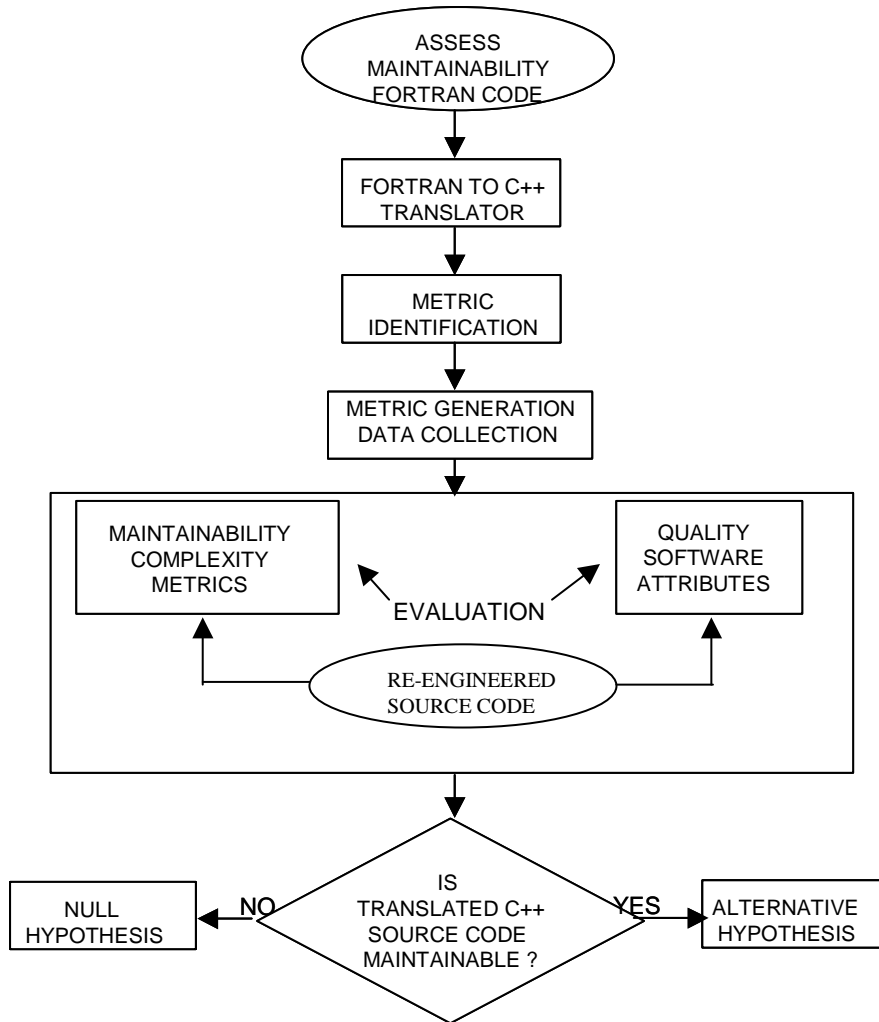 ASSESS
MAINTAINABILITY
FORTRAN CODE
FORTRAN TO C++
TRANSLATOR
METRIC
IDENTIFICATION
METRIC GENERATION
DATA COLLECTION
MAINTAINABILITY
COMPLEXITY
METRICS
QUALITY
SOFTWARE
ATTRIBUTES
EVALUATION
RE-ENGINEERED
SOURCE CODE
IS
TRANSLATED C++
SOURCE CODE
MAINTAINABLE ?
NO
NULL
HYPOTHESIS
YES
ALTERNATIVE
HYPOTHESIS